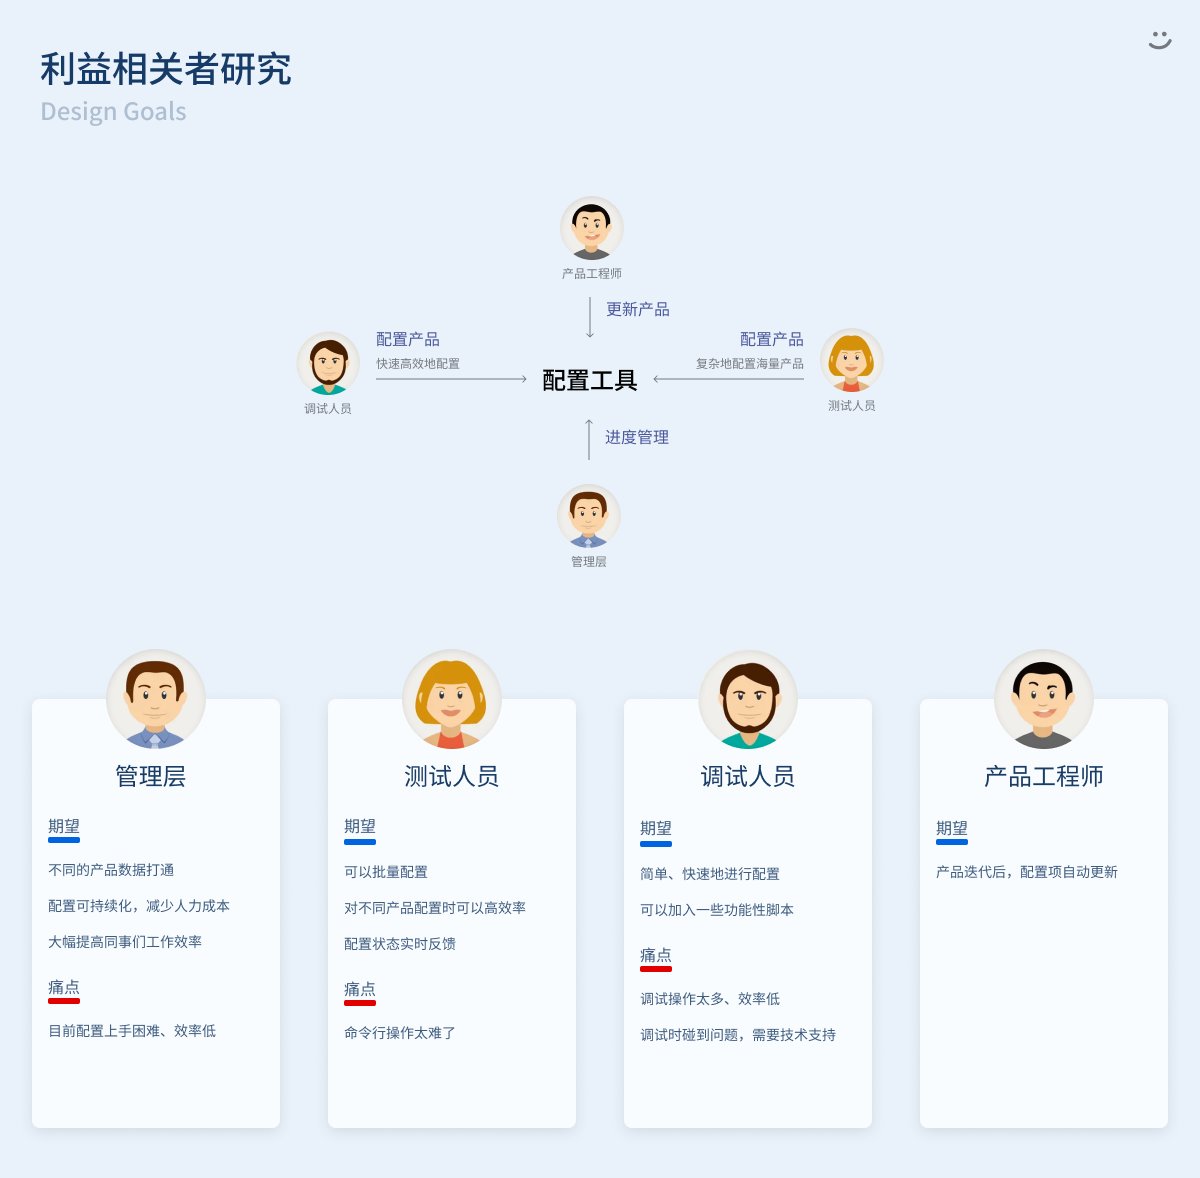 利益相关者研究
Design Goals
产品工程师
更新产品
配置产品
快速高效地配置
调试人员
配置工具
配置产品
复杂地配置海量产品
测试人员
进度管理
管理层
管理层
期望
不同的产品数据打通
配置可持续化，减少人力成本
大幅提高同事们工作效率
痛点
目前配置上手困难、效率低
测试人员
期望
可以批量配置
对不同产品配置时可以高效率
配置状态实时反馈
痛点
命令行操作太难了
调试人员
期望
简单、快速地进行配置
可以加入一些功能性脚本
痛点
调试操作太多、效率低
调试时碰到问题，需要技术支持
产品工程师
期望
产品迭代后，配置项自动更新